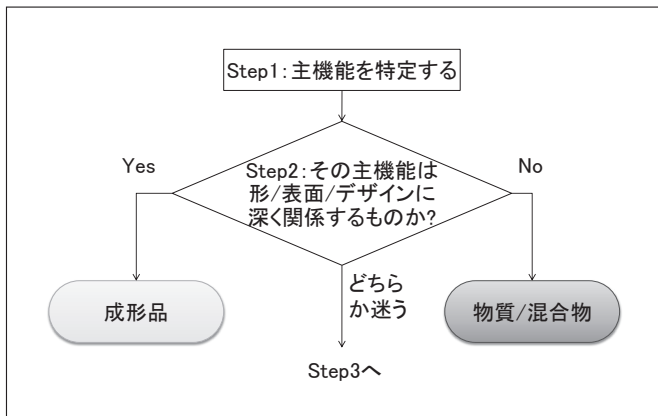 Step1：主機能を特定する
Yes
Step2：その主機能は
形/表面/デザインに
深く関係するものか?
No
成形品
どちら
か迷う
物質/混合物
Step3へ